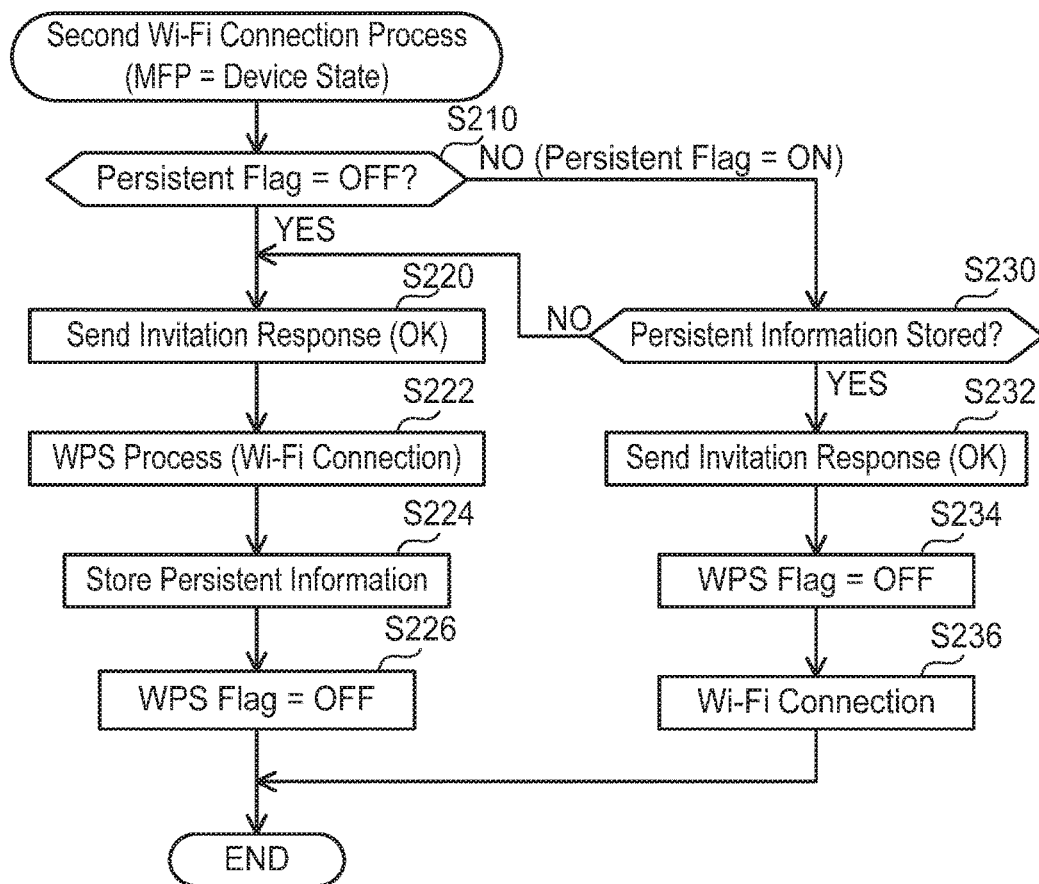 Second Wi-Fi Connection Process
(MFP = Device State)
S210
Persistent Flag = OFF?
NO (Persistent Flag = ON)
YES
S220
Send Invitation Response (OK)
S230
NO
Persistent Information Stored?
YES
S222
WPS Process (Wi-Fi Connection)
S232
Send Invitation Response (OK)
S224
Store Persistent Information
S234
WPS Flag = OFF
S226
WPS Flag = OFF
S236
Wi-Fi Connection
END